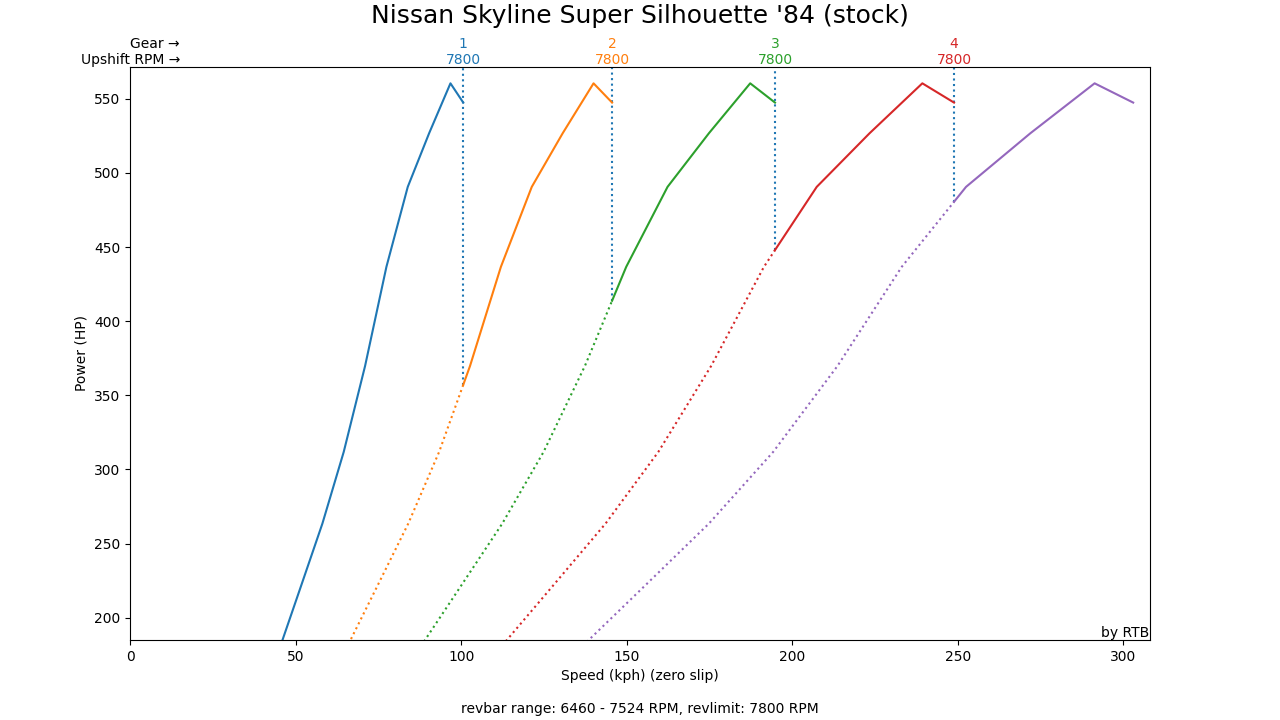 Nissan Skyline Super Silhouette '84 (stock)
Gear → 1 2 3 4
Upshift RPM → 7800 7800 7800 7800
550
500
450
400
350
300
250
200
Power (HP)
by RTB
0 50 100 150 200 250 300
Speed (kph) (zero slip)
revbar range: 6460 - 7524 RPM, revlimit: 7800 RPM